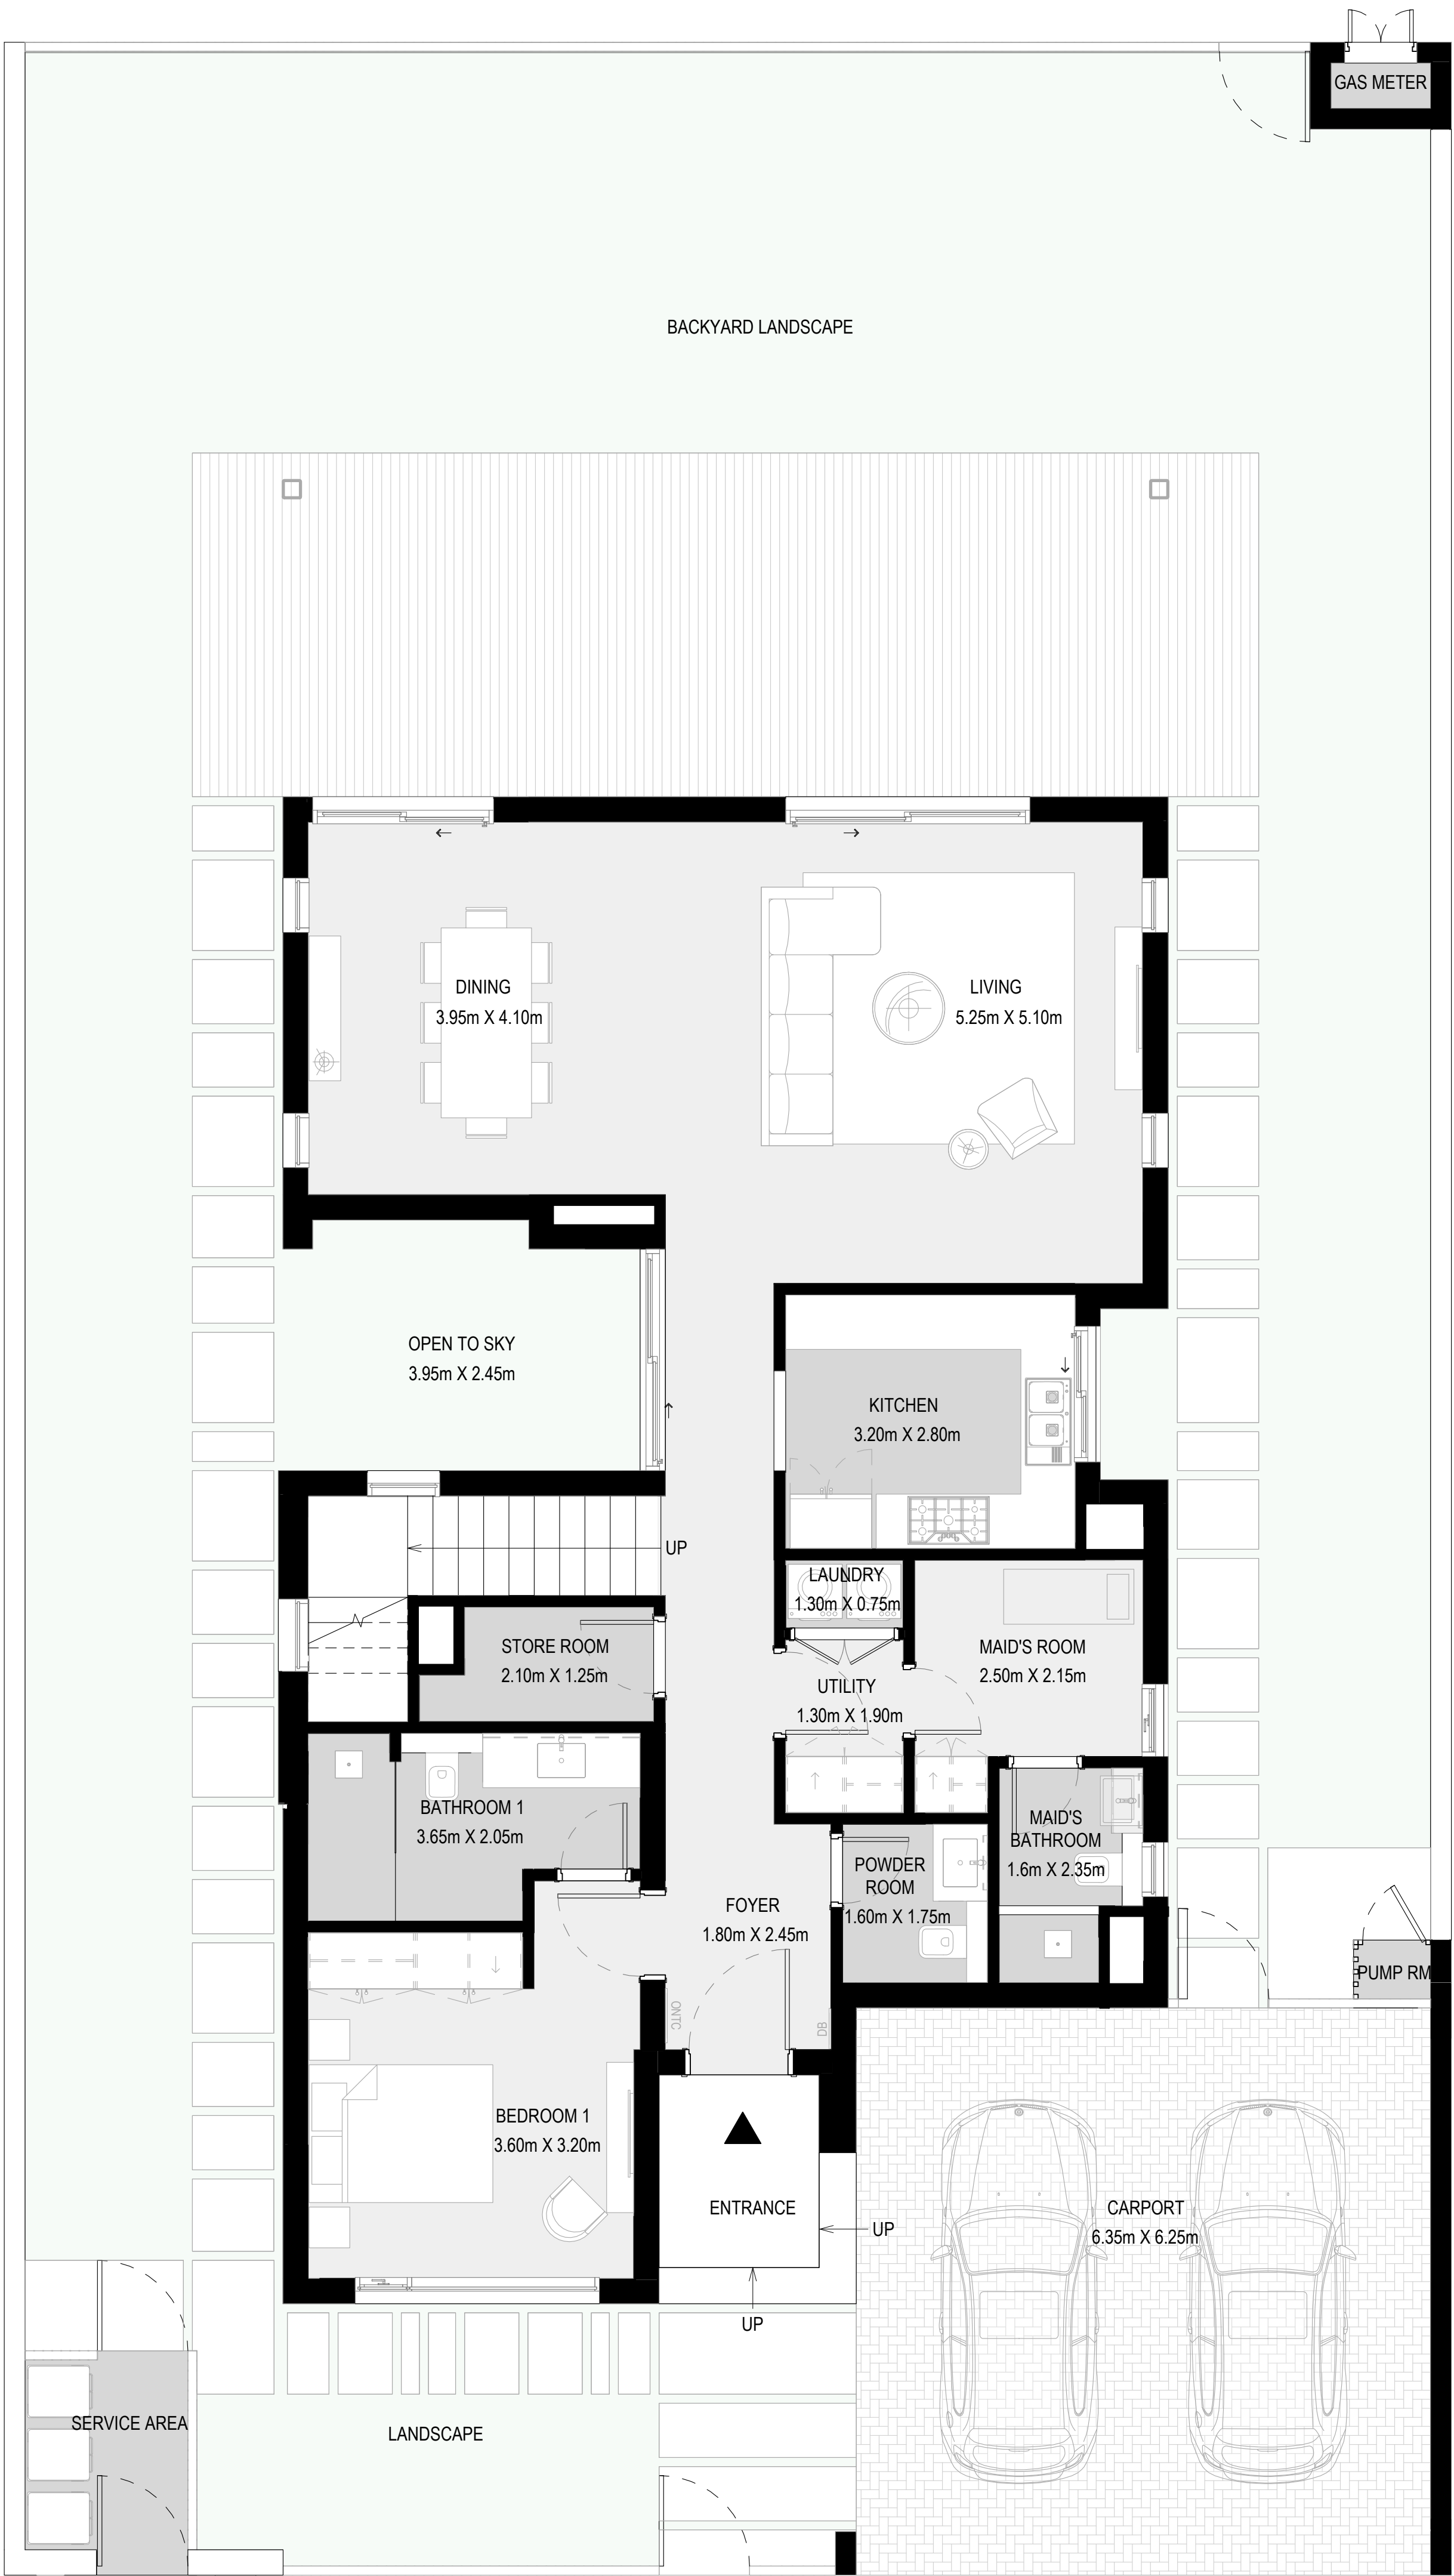 GAS METER
BACKYARD LANDSCAPE
DINING
3.95m X 4.10m
LIVING
5.25m X 5.10m
OPEN TO SKY
3.95m X 2.45m
KITCHEN
3.20m X 2.80m
UP
LAUNDRY
1.30m X 0.75m
STORE ROOM
2.10m X 1.25m
MAID'S ROOM
2.50m X 2.15m
UTILITY
1.30m X 1.90m
BATHROOM 1
3.65m X 2.05m
MAID'S
BATHROOM
1.6m X 2.35m
POWDER
ROOM
1.60m X 1.75m
FOYER
1.80m X 2.45m
PUMP RM
ONTC
DB
BEDROOM 1
3.60m X 3.20m
ENTRANCE
CARPORT
6.35m X 6.25m
UP
UP
SERVICE AREA
LANDSCAPE